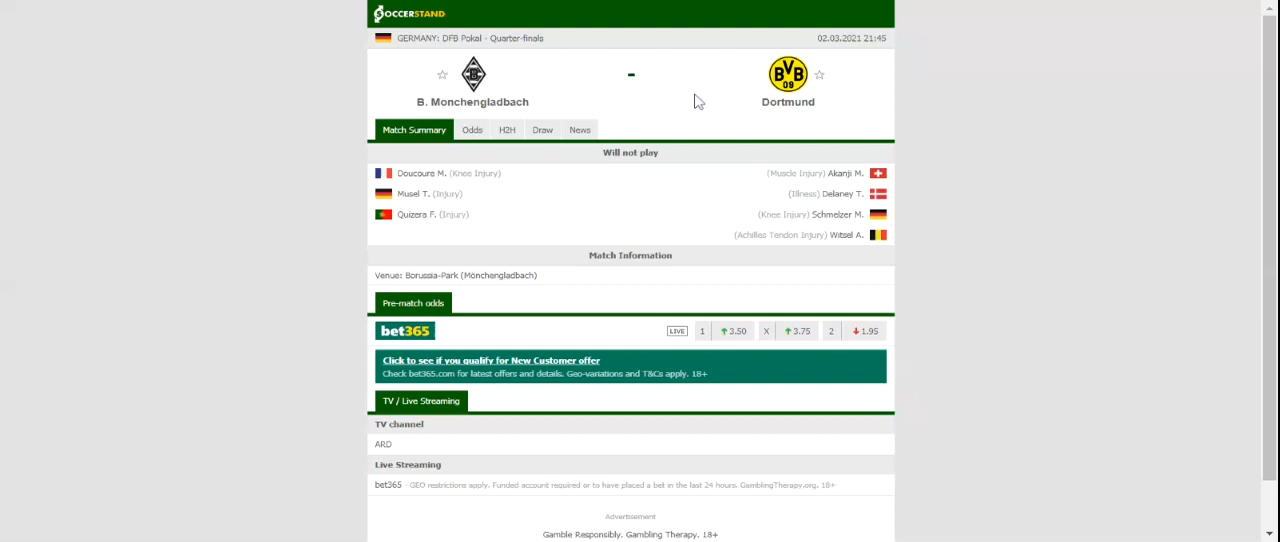 SOCCERSTAND
GERMANY: DFB Pokal - Quarter-finals 02.03.2021 21:45
BVB
09
B. Monchengladbach - Dortmund
Match Summary Odds H2H Draw News
Will not play
Doucoure M. (Knee Injury) (Muscle Injury) Akanji M.
Musel T. (Injury) (Illness) Delaney T.
Quizera F. (Injury) (Knee Injury) Schmelzer M.
(Achilles Tendon Injury) Witsel A.
Match Information
Venue: Borussia-Park (Mönchengladbach)
Pre-match odds
bet365 LIVE 1 3.50 X 3.75 2 1.95
Click to see if you qualify for New Customer offer
Check bet365.com for latest offers and details. Geo-variations and T&Cs apply. 18+
TV / Live Streaming
TV channel
ARD
Live Streaming
bet365 - GEO restrictions apply. Funded account required or to have placed a bet in the last 24 hours. GamblingTherapy.org. 18+
Advertisement
Gamble Responsibly. Gambling Therapy. 18+